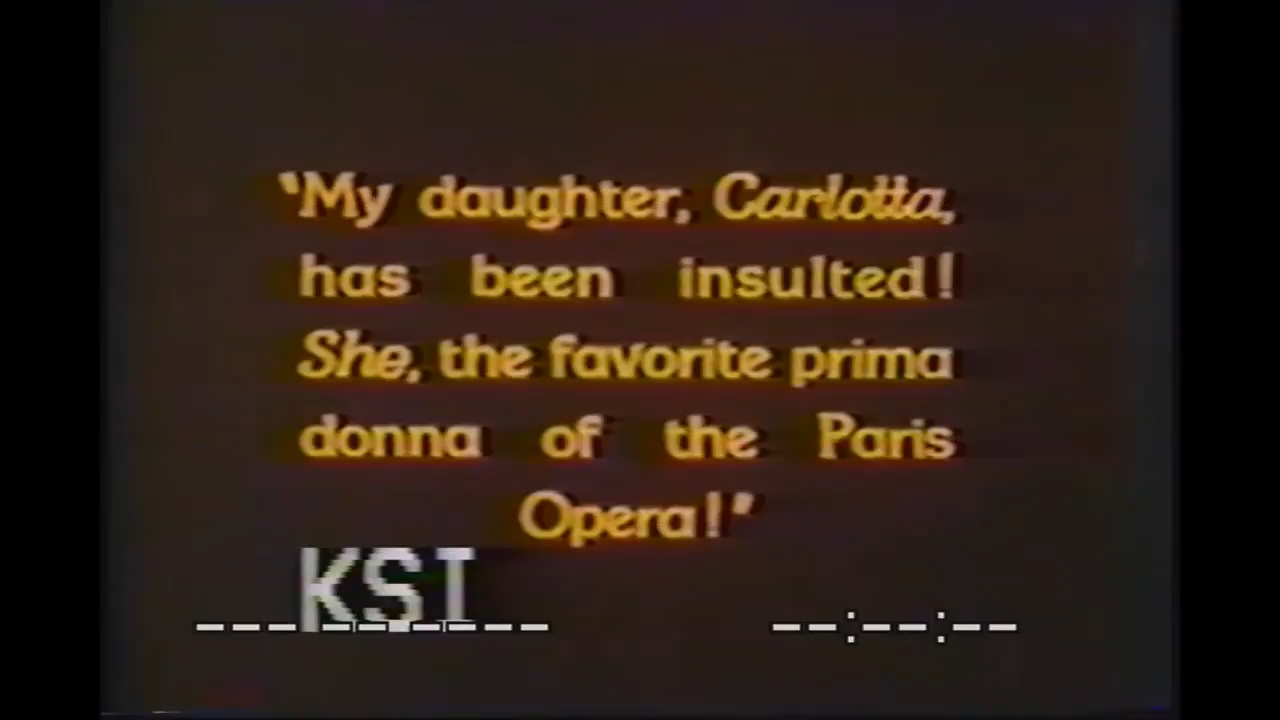 "My daughter, Carlotta,
has been insulted!
She, the favorite prima
donna of the Paris
Opera!"
KSI
--- -- ---- --:--:--